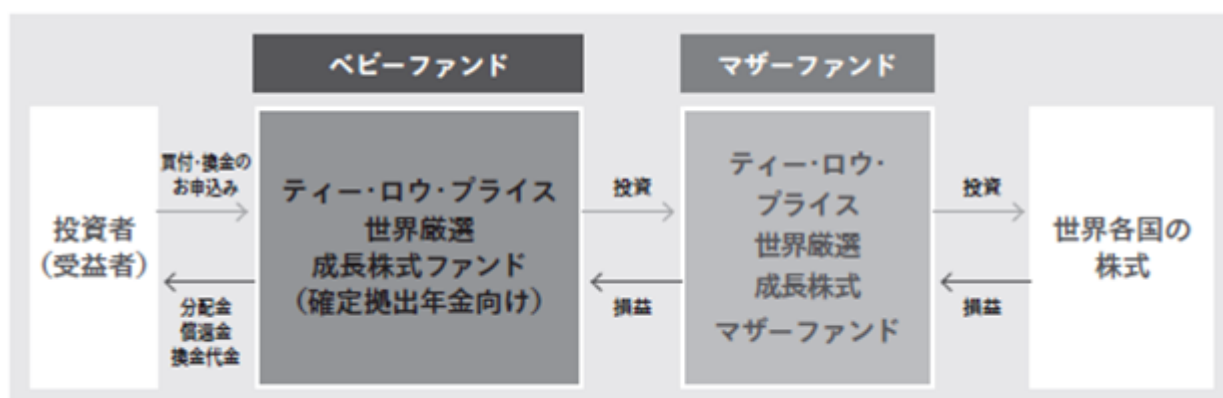 ベビーファンド
マザーファンド
投資者
（受益者）
買付・換金の
お申込み
分配金
償還金
換金代金
ティー・ロウ・プライス
世界厳選
成長株式ファンド
（確定拠出年金向け）
投資
損益
ティー・ロウ・
プライス
世界厳選
成長株式
マザーファンド
投資
損益
世界各国の
株式